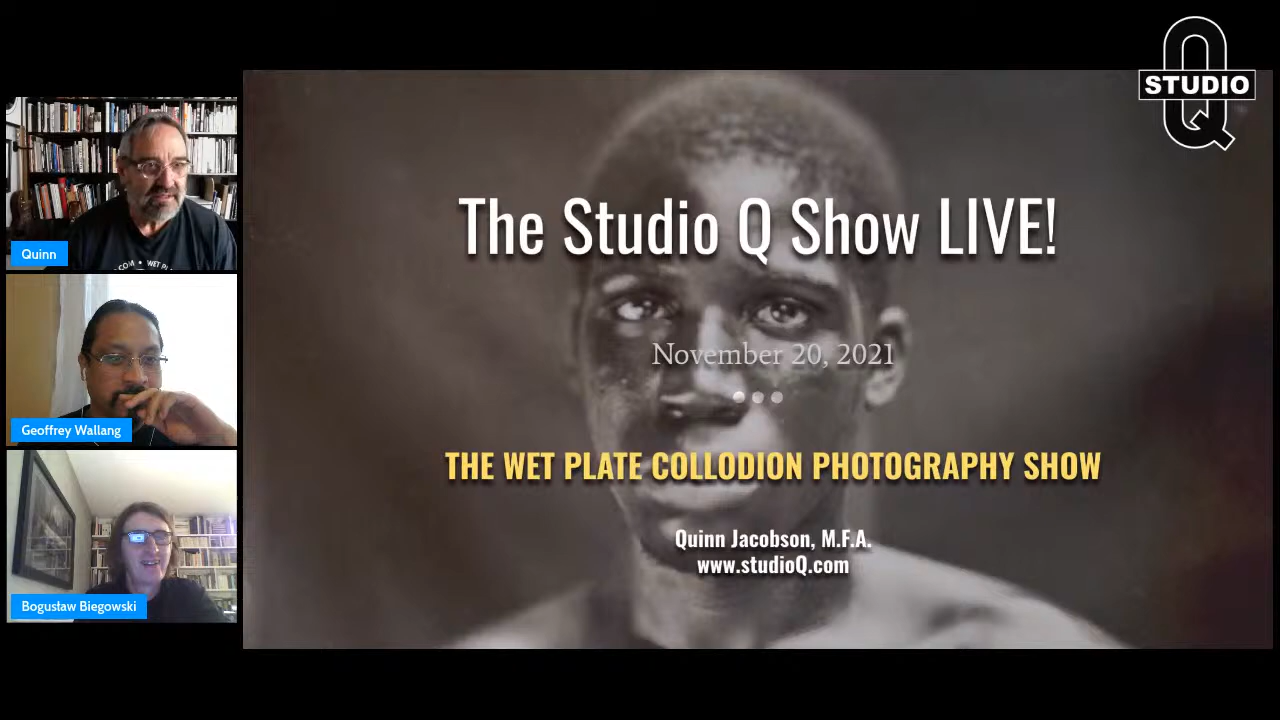 STUDIO
Q
The Studio Q Show LIVE!
November 20, 2021
THE WET PLATE COLLODION PHOTOGRAPHY SHOW
Quinn Jacobson, M.F.A.
www.studioQ.com
Quinn
Geoffrey Wallang
Bogusław Biegowski